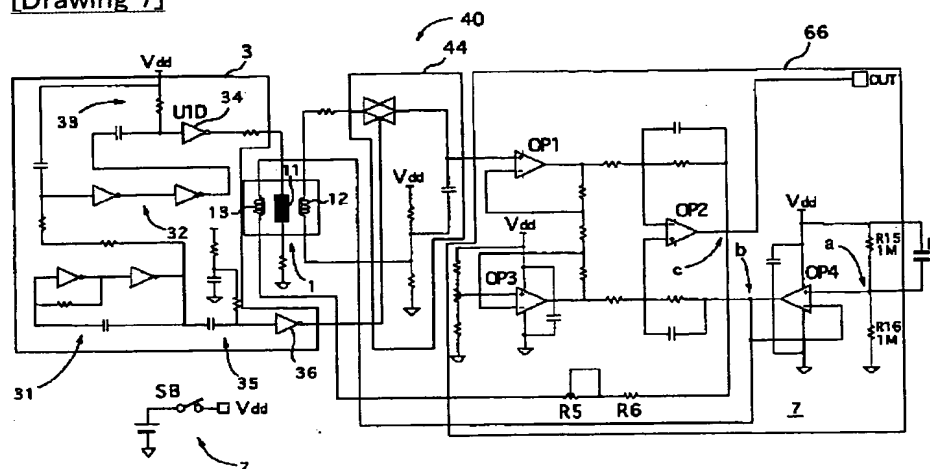 [Drawing 7]
40
44
66
3
Vdd
OUT
33
U1D
34
OP1
11
Vdd
OP2
13
12
Vdd
Vdd
32
OP3
c
b
a
R15
1M
OP4
1
R16
1M
31
35
36
SB
Vdd
R5
R6
7
7